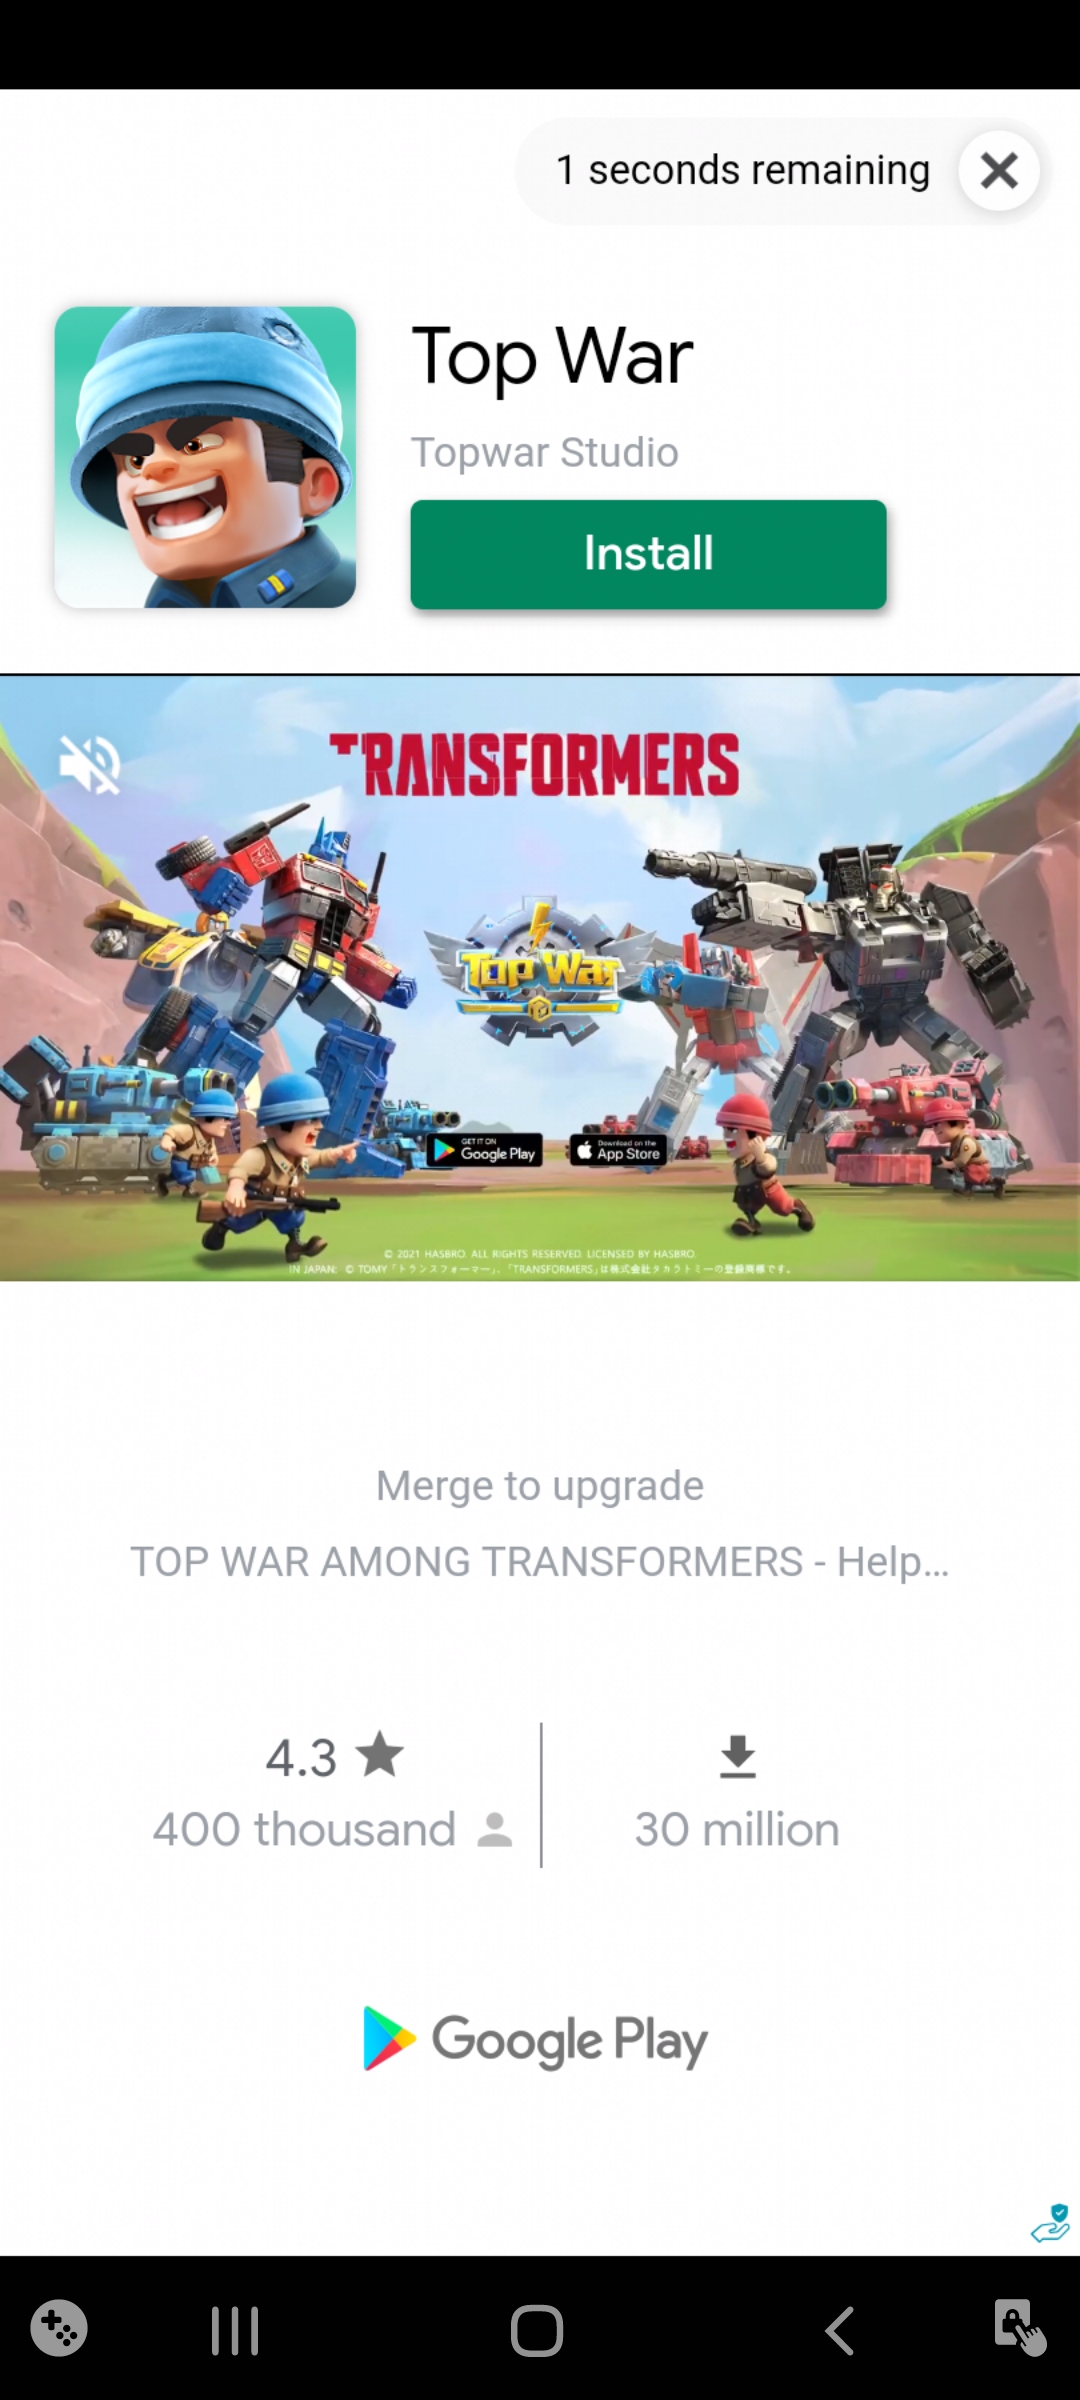 1 seconds remaining
Top War
Topwar Studio
Install
TRANSFORMERS
Top War
GET IT ON
Google Play
Download on the
App Store
© 2021 HASBRO. ALL RIGHTS RESERVED. LICENSED BY HASBRO.
IN JAPAN: © TOMY「トランスフォーマー」、「TRANSFORMERS」は株式会社タカラトミーの登録商標です。
Merge to upgrade
TOP WAR AMONG TRANSFORMERS - Help...
4.3
400 thousand
30 million
Google Play